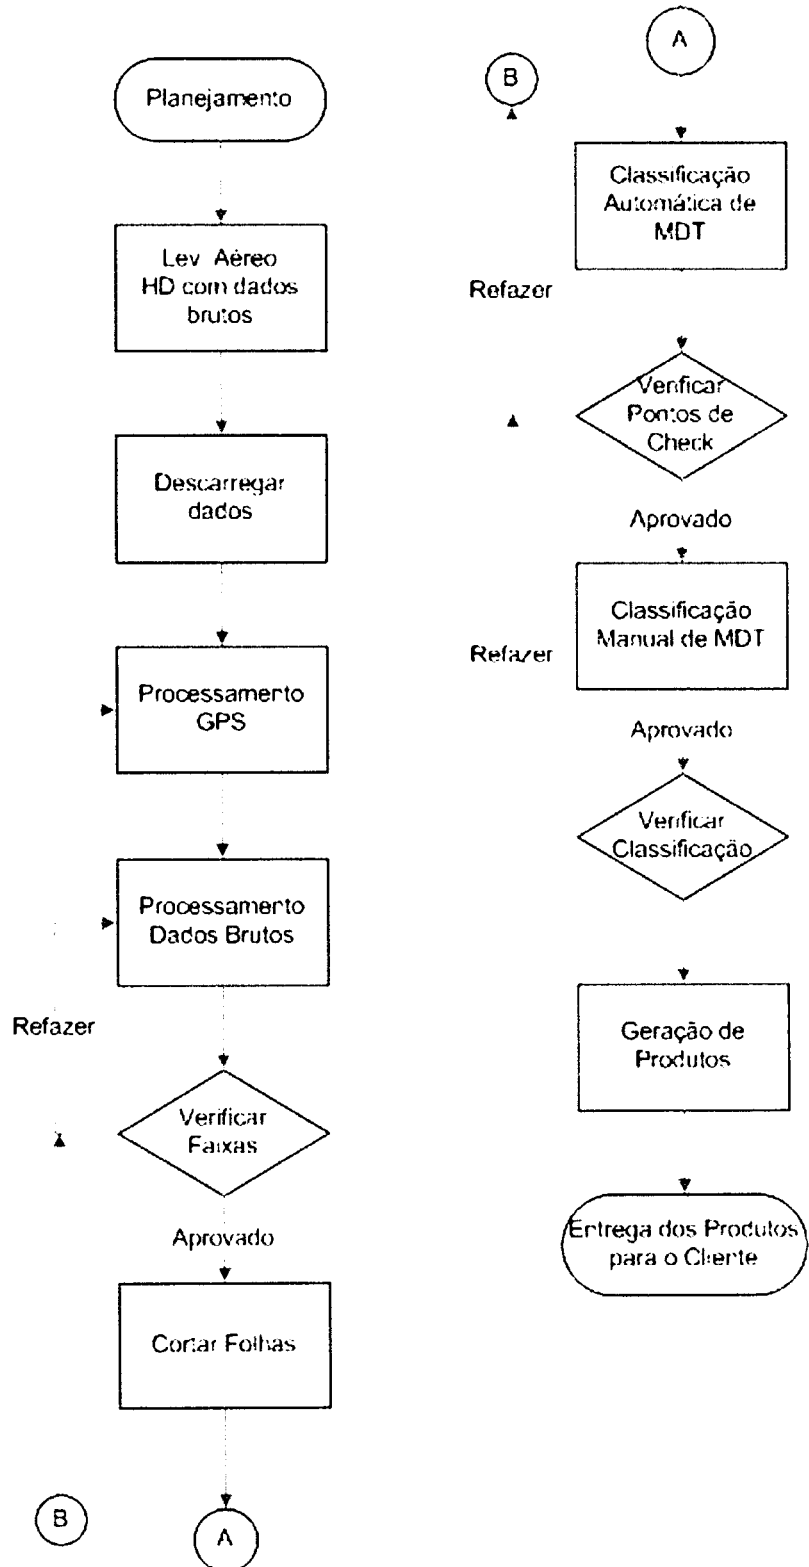 Planejamento
Lev Aéreo
HD com dados
brutos
Descarregar
dados
Processamento
GPS
Processamento
Dados Brutos
Refazer
Verificar
Faixas
Aprovado
Cortar Folhas
B
A
A
B
Classificação
Automática de
MDT
Refazer
Verificar
Pontos de
Check
Aprovado
Classificação
Manual de MDT
Refazer
Aprovado
Verificar
Classificação
Geração de
Produtos
Entrega dos Produtos
para o Cliente